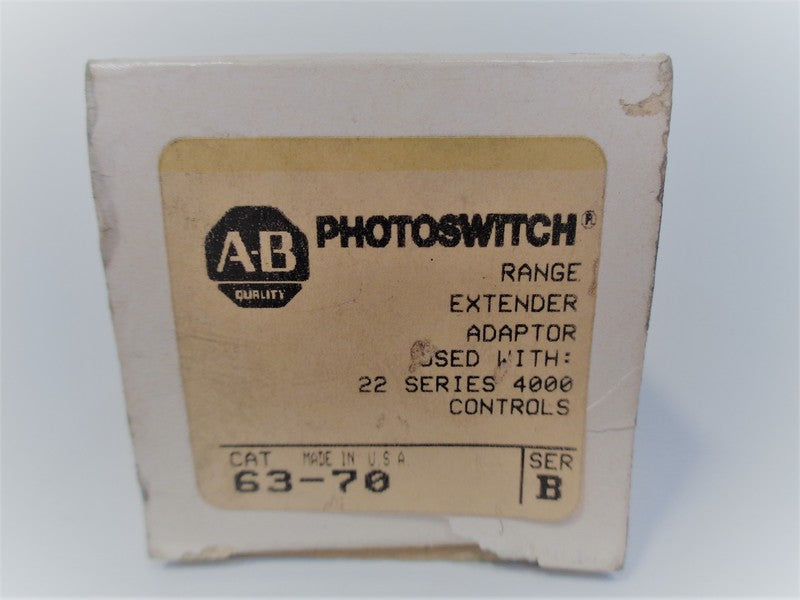 A-B
QUALITY
PHOTOSWITCH®
RANGE
EXTENDER
ADAPTOR
USED WITH:
22 SERIES 4000
CONTROLS
CAT MADE IN U.S.A.
63-70
SER
B